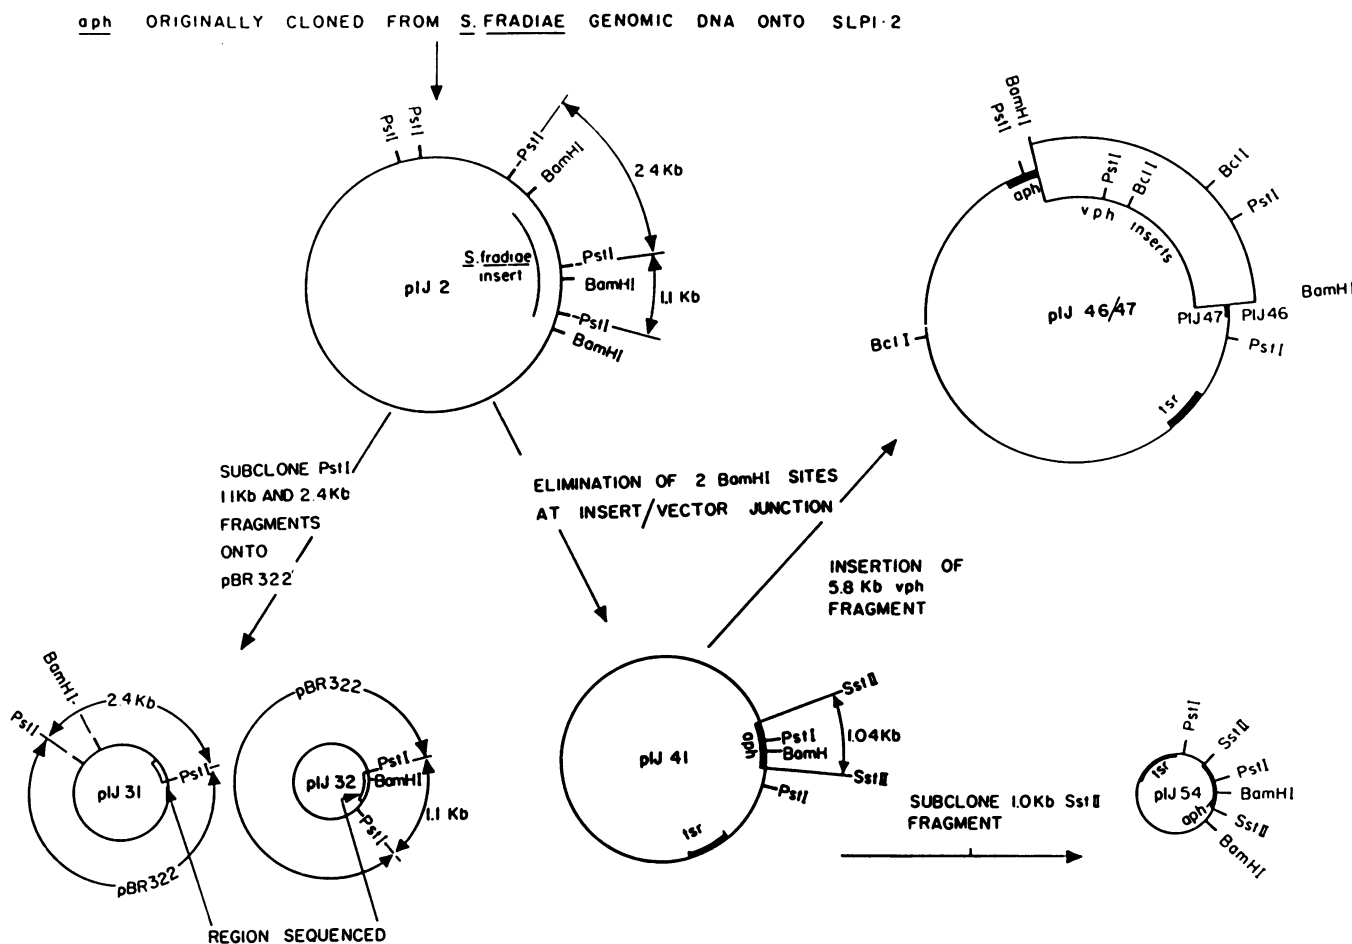 aph ORIGINALLY CLONED FROM S. FRADIAE GENOMIC DNA ONTO SLP1·2
PstI
PstI
PstI
BamHI
2.4 Kb
S. fradiae
insert
pIJ 2
PstI
BamHI
1.1 Kb
PstI
BamHI
BamHI
PstI
aph
PstI
BclI
vph inserts
BclI
PstI
pIJ 46/47
PIJ47
PIJ46
BamHI
PstI
BclI
tsr
SUBCLONE PstI
1.1Kb AND 2.4Kb
FRAGMENTS
ONTO
pBR 322
ELIMINATION OF 2 BamHI SITES
AT INSERT/VECTOR JUNCTION
INSERTION OF
5.8 Kb vph
FRAGMENT
BamHI
PstI
2.4Kb
PstI
pIJ 31
pBR322
pBR322
PstI
BamHI
pIJ 32
1.1 Kb
PstI
REGION SEQUENCED
pIJ 41
SstII
1.04Kb
aph
PstI
BamH
SstII
PstI
tsr
SUBCLONE 1.0Kb SstII
FRAGMENT
PstI
SstII
tsr
PstI
pIJ 54
BamHI
aph
SstII
BamHI